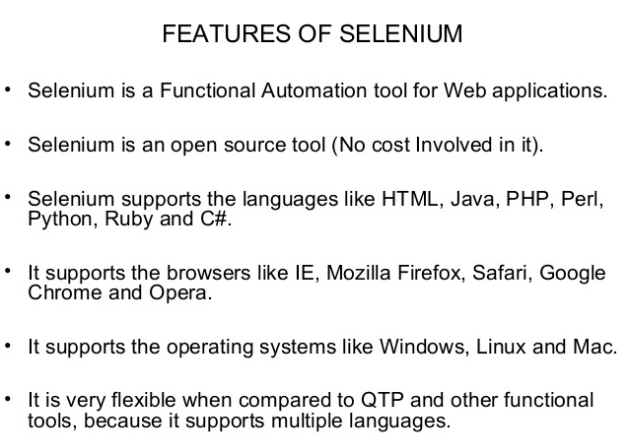 FEATURES OF SELENIUM
• Selenium is a Functional Automation tool for Web applications.
• Selenium is an open source tool (No cost Involved in it).
• Selenium supports the languages like HTML, Java, PHP, Perl,
Python, Ruby and C#.
• It supports the browsers like IE, Mozilla Firefox, Safari, Google
Chrome and Opera.
• It supports the operating systems like Windows, Linux and Mac.
• It is very flexible when compared to QTP and other functional
tools, because it supports multiple languages.